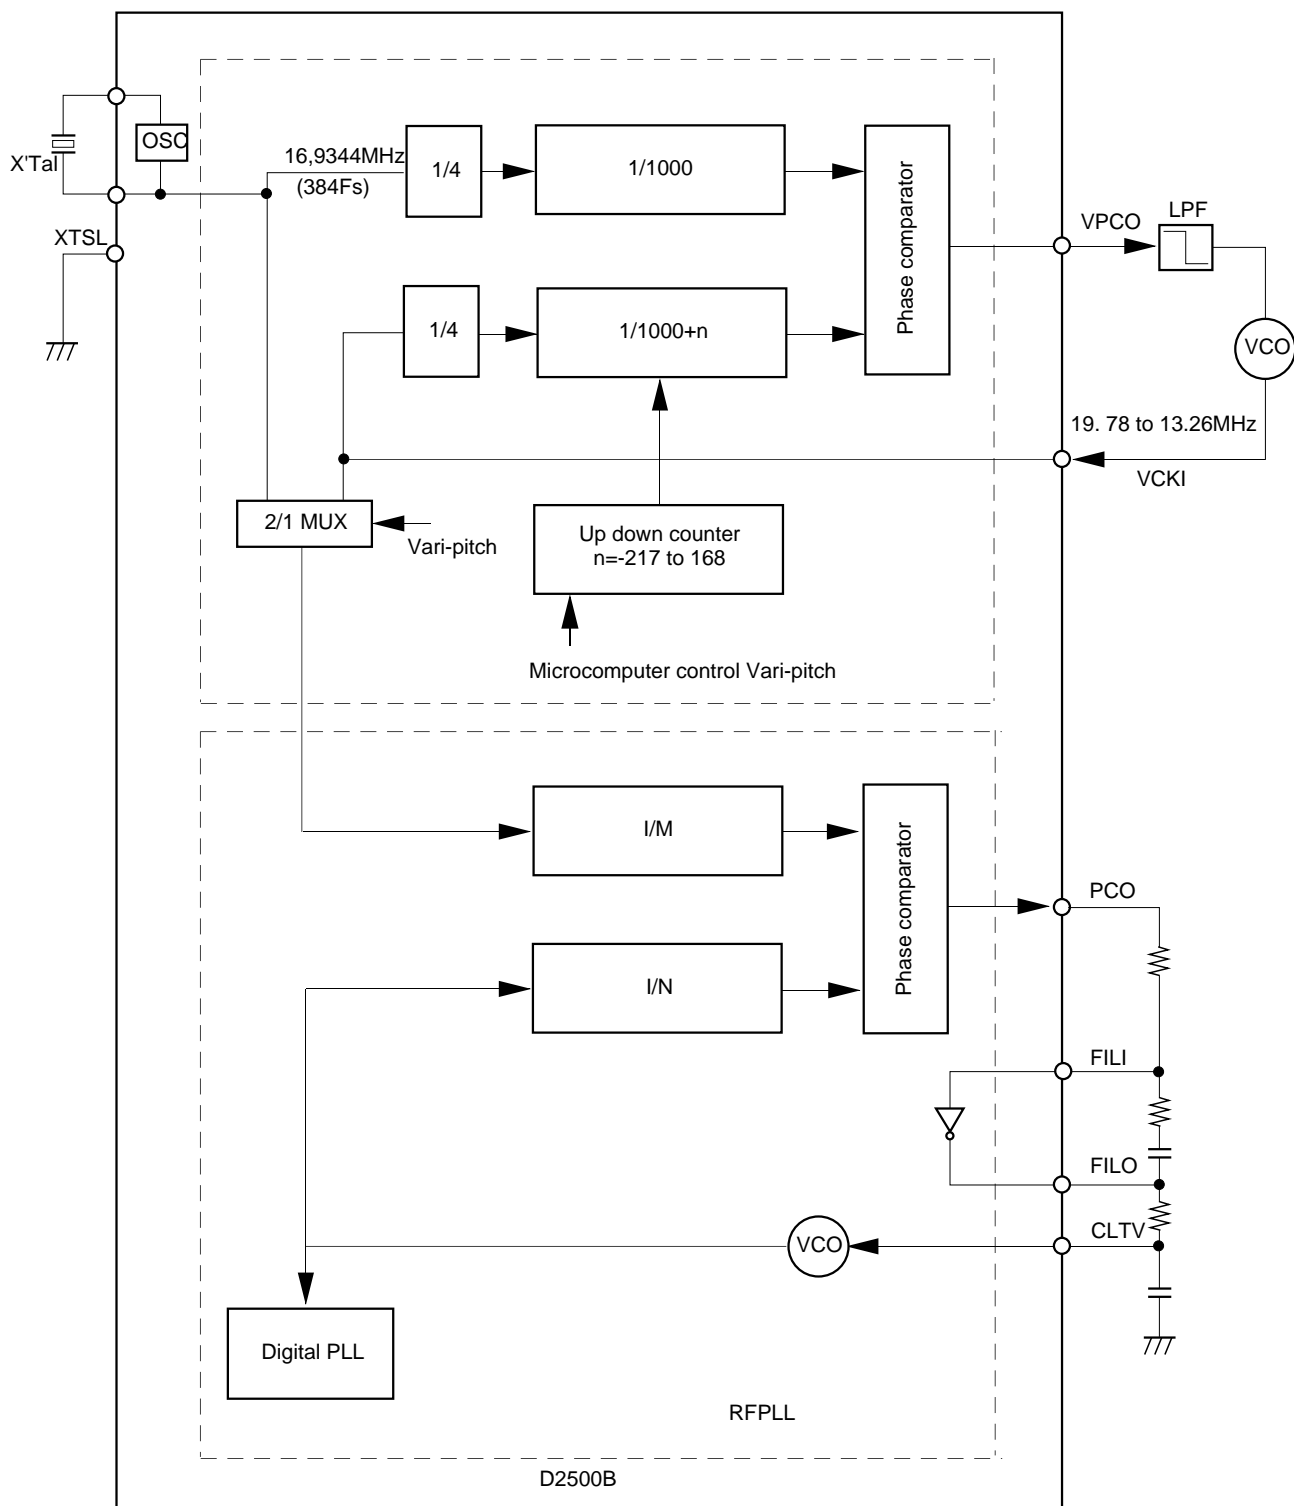 OSC
X'Tal
16,9344MHz
(384Fs)
1/4
1/1000
Phase comparator
VPCO
LPF
XTSL
1/4
1/1000+n
VCO
19. 78 to 13.26MHz
VCKI
2/1 MUX
Vari-pitch
Up down counter
n=-217 to 168
Microcomputer control Vari-pitch
I/M
Phase comparator
PCO
I/N
FILI
FILO
CLTV
VCO
Digital PLL
RFPLL
D2500B